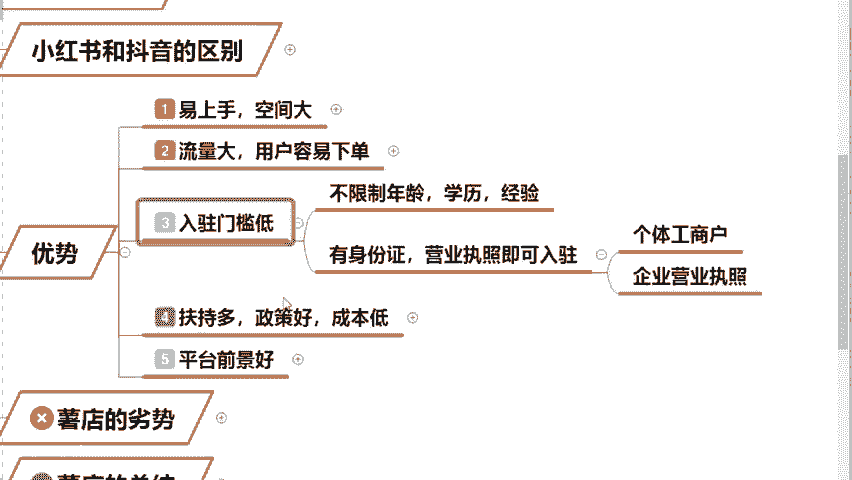 小红书和抖音的区别
1 易上手，空间大
2 流量大，用户容易下单
不限制年龄，学历，经验
3 入驻门槛低
个体工商户
优势
有身份证，营业执照即可入驻
企业营业执照
4 扶持多，政策好，成本低
5 平台前景好
薯店的劣势